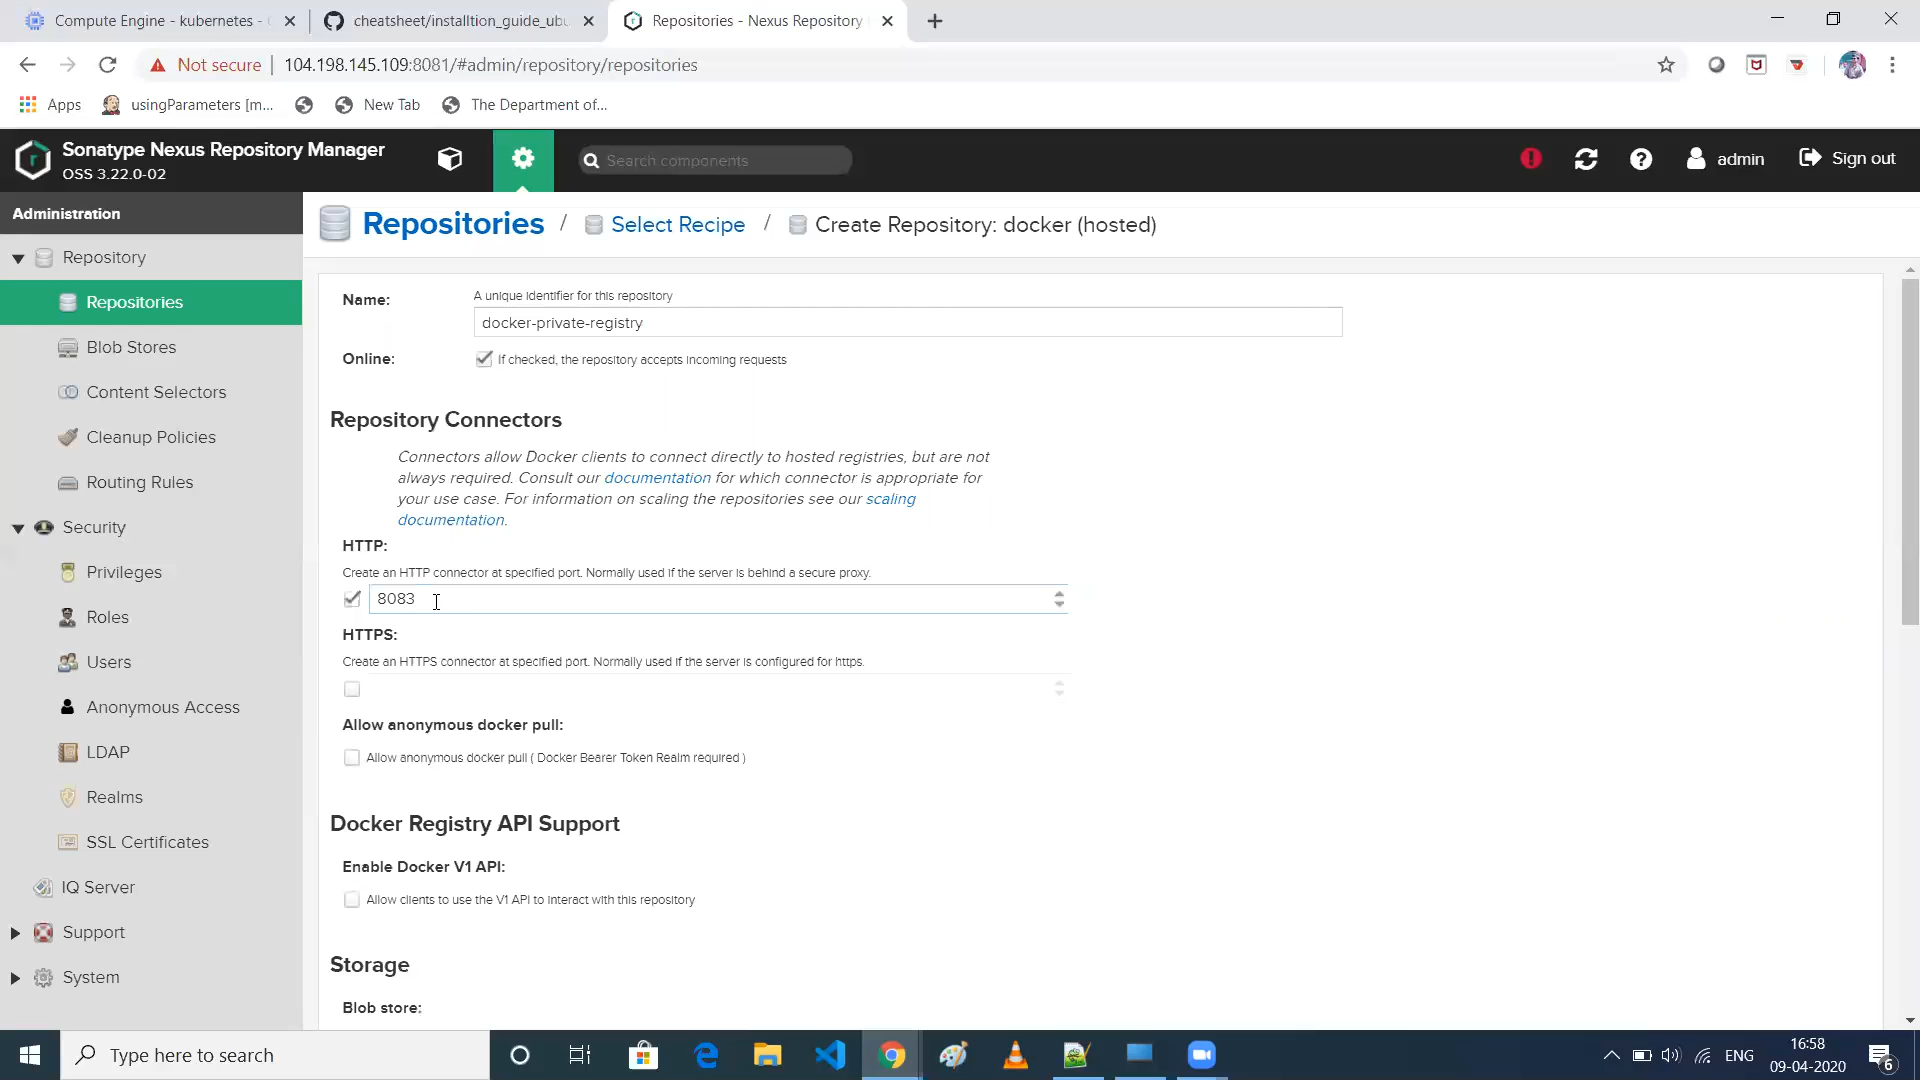 Compute Engine - kubernetes -
cheatsheet/installtion_guide_ub
Repositories - Nexus Repository
Not secure
104.198.145.109:8081/#admin/repository/repositories
Apps
usingParameters [m...
New Tab
The Department of...
Sonatype Nexus Repository Manager
OSS 3.22.0-02
Search components
admin
Sign out
Administration
Repository
Repositories
Blob Stores
Content Selectors
Cleanup Policies
Routing Rules
Security
Privileges
Roles
Users
Anonymous Access
LDAP
Realms
SSL Certificates
IQ Server
Support
System
Repositories / Select Recipe / Create Repository: docker (hosted)
Name:
A unique identifier for this repository
docker-private-registry
Online:
If checked, the repository accepts incoming requests
Repository Connectors
Connectors allow Docker clients to connect directly to hosted registries, but are not
always required. Consult our documentation for which connector is appropriate for
your use case. For information on scaling the repositories see our scaling
documentation.
HTTP:
Create an HTTP connector at specified port. Normally used if the server is behind a secure proxy.
8083
HTTPS:
Create an HTTPS connector at specified port. Normally used if the server is configured for https.
Allow anonymous docker pull:
Allow anonymous docker pull ( Docker Bearer Token Realm required )
Docker Registry API Support
Enable Docker V1 API:
Allow clients to use the V1 API to interact with this repository
Storage
Blob store:
Type here to search
ENG
16:58
09-04-2020
6